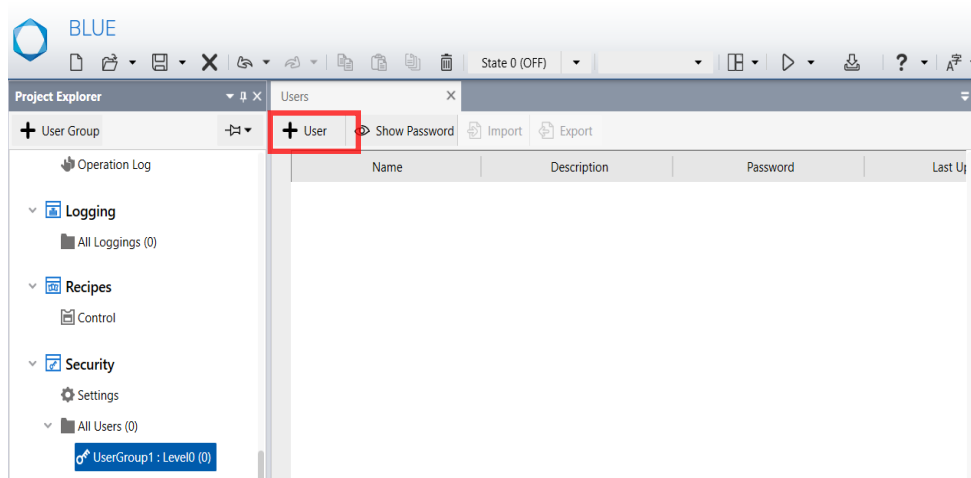 BLUE
State 0 (OFF)
?
Project Explorer
Users
User Group
User
Show Password
Import
Export
Name
Description
Password
Last
Operation Log
Logging
All Loggings (0)
Recipes
Control
Security
Settings
All Users (0)
UserGroup1 : Level0 (0)